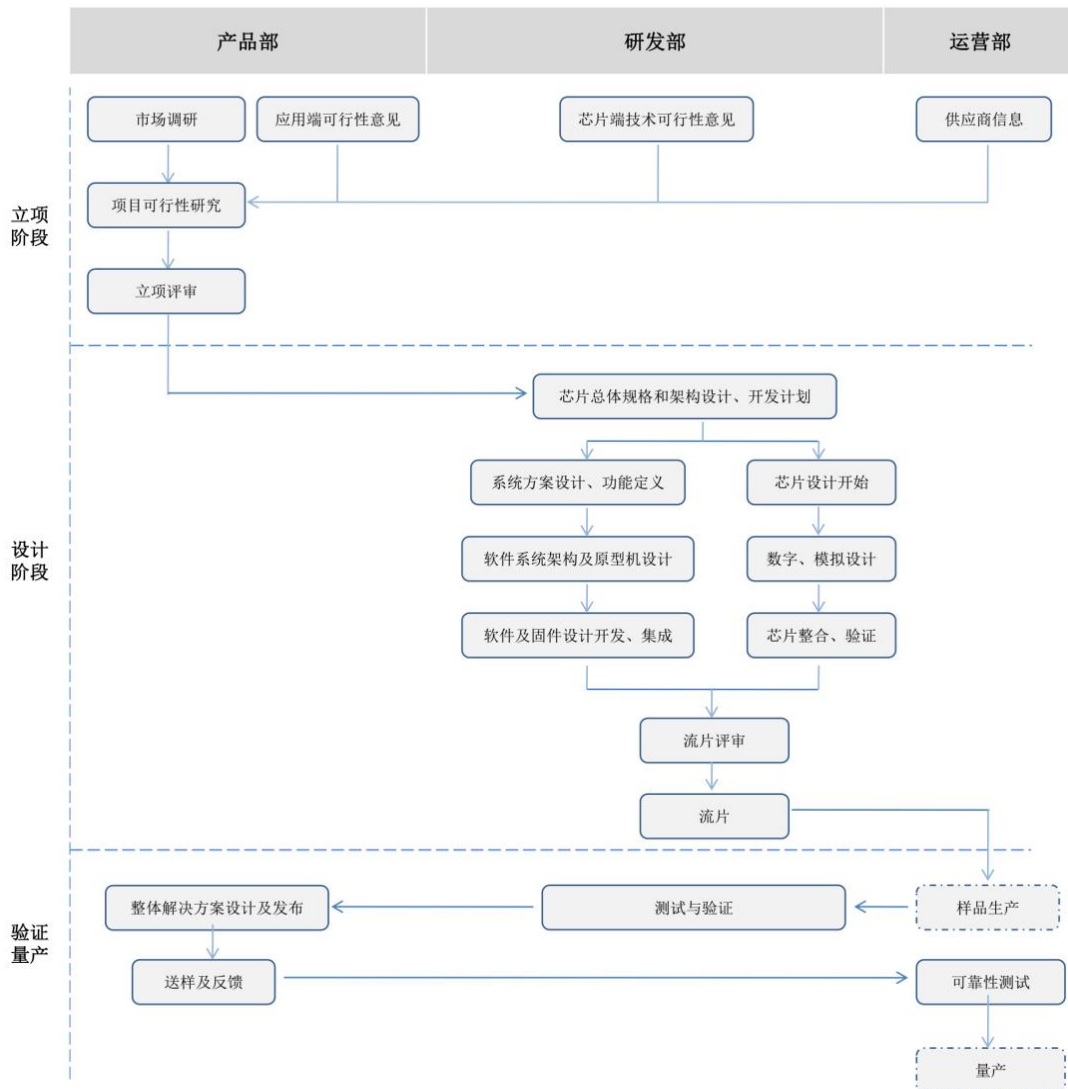 产品部
研发部
运营部
市场调研
应用端可行性意见
芯片端技术可行性意见
供应商信息
立项
阶段
项目可行性研究
立项评审
芯片总体规格和架构设计、开发计划
系统方案设计、功能定义
芯片设计开始
设计
阶段
软件系统架构及原型机设计
数字、模拟设计
软件及固件设计开发、集成
芯片整合、验证
流片评审
流片
验证
量产
整体解决方案设计及发布
测试与验证
样品生产
送样及反馈
可靠性测试
量产